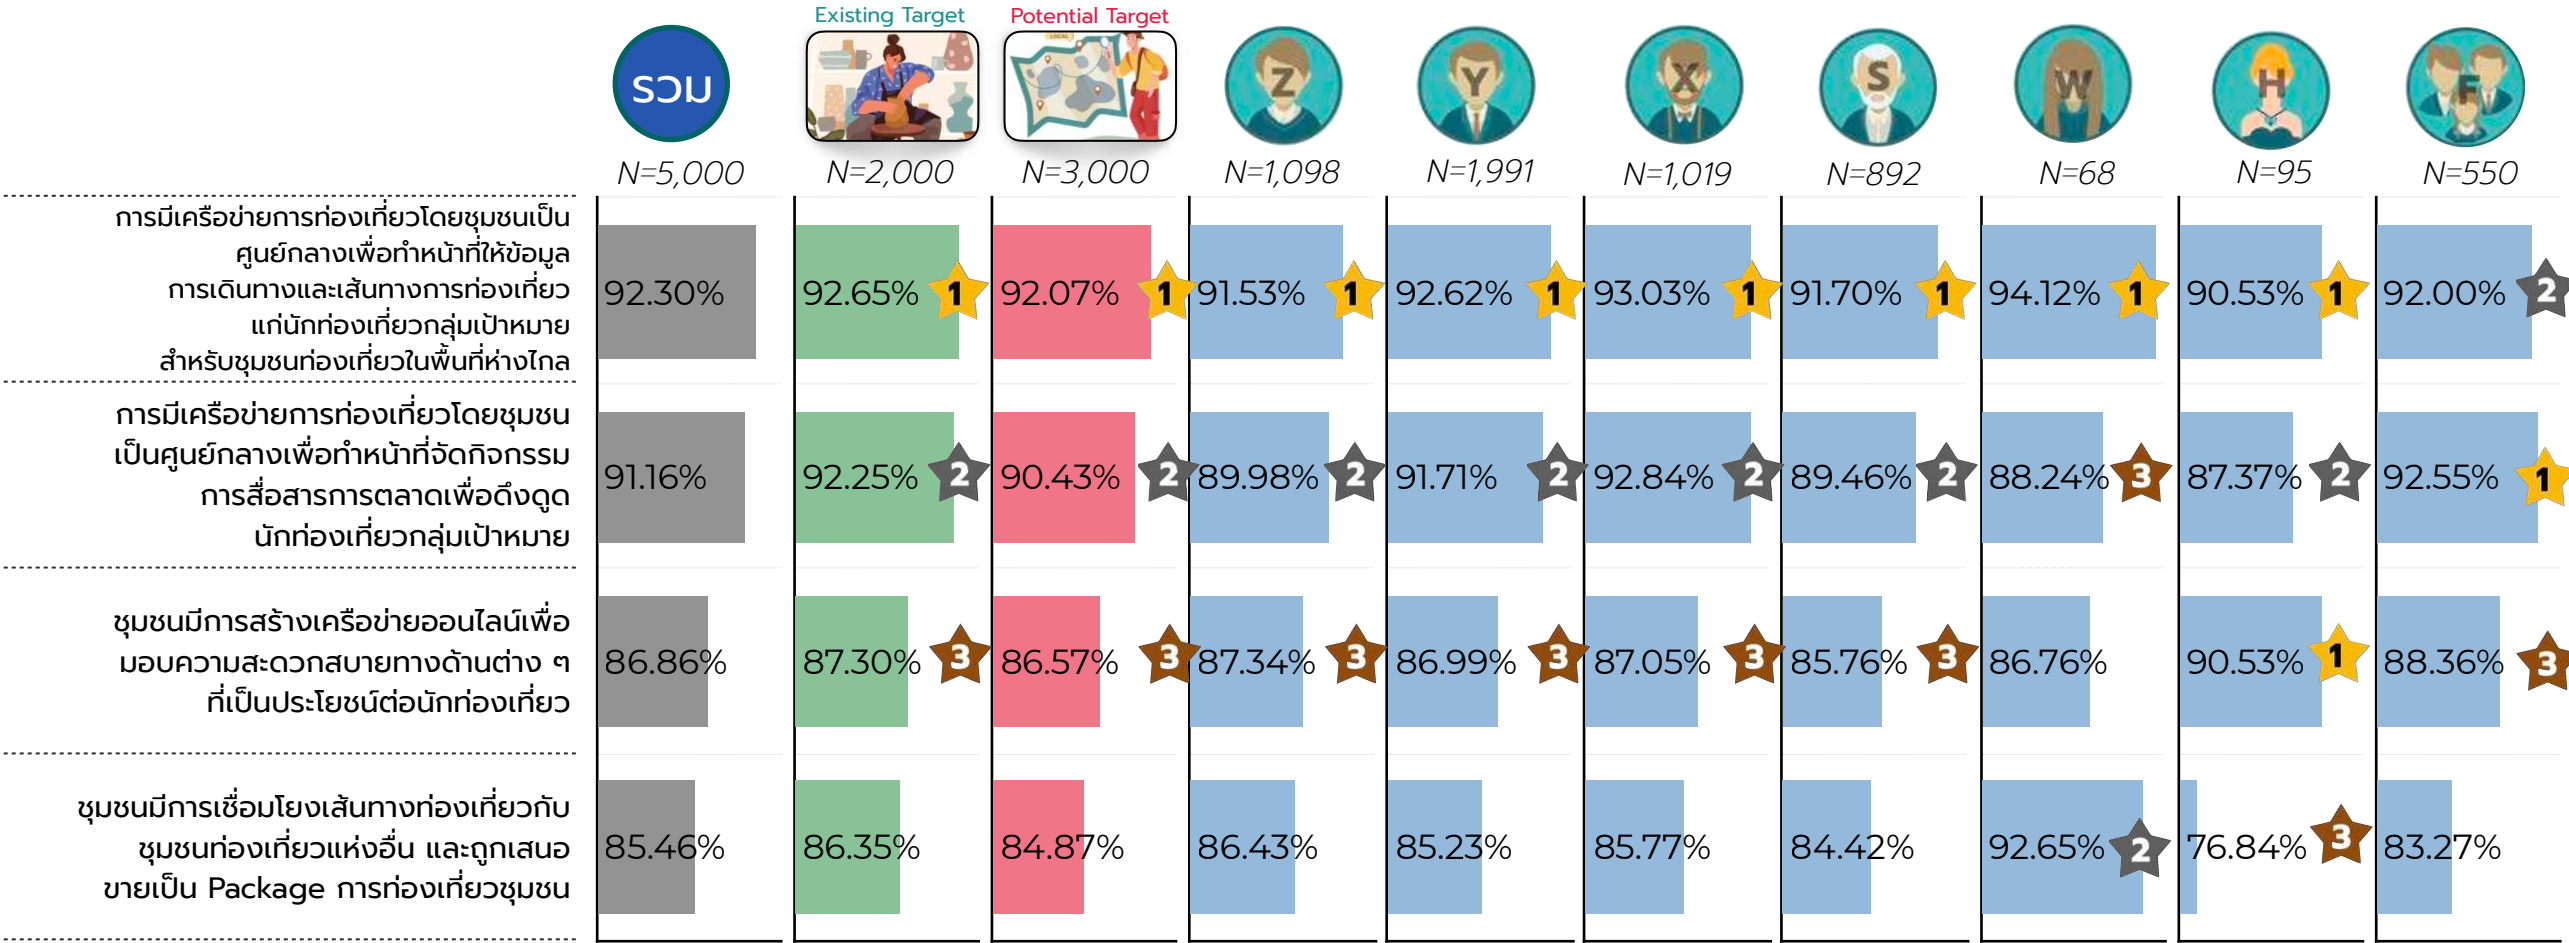 Existing Target
Potential Target
LOCAL
รวม
Z
Y
X
S
W
H
F
N=5,000
N=2,000
N=3,000
N=1,098
N=1,991
N=1,019
N=892
N=68
N=95
N=550
การมีเครือข่ายการท่องเที่ยวโดยชุมชนเป็น
ศูนย์กลางเพื่อทำหน้าที่ให้ข้อมูล
การเดินทางและเส้นทางการท่องเที่ยว
แก่นักท่องเที่ยวกลุ่มเป้าหมาย
สำหรับชุมชนท่องเที่ยวในพื้นที่ห่างไกล
92.30%
92.65% 1
92.07% 1
91.53% 1
92.62% 1
93.03% 1
91.70% 1
94.12% 1
90.53% 1
92.00% 2
การมีเครือข่ายการท่องเที่ยวโดยชุมชน
เป็นศูนย์กลางเพื่อทำหน้าที่จัดกิจกรรม
การสื่อสารการตลาดเพื่อดึงดูด
นักท่องเที่ยวกลุ่มเป้าหมาย
91.16%
92.25% 2
90.43% 2
89.98% 2
91.71% 2
92.84% 2
89.46% 2
88.24% 3
87.37% 2
92.55% 1
ชุมชนมีการสร้างเครือข่ายออนไลน์เพื่อ
มอบความสะดวกสบายทางด้านต่าง ๆ
ที่เป็นประโยชน์ต่อนักท่องเที่ยว
86.86%
87.30% 3
86.57% 3
87.34% 3
86.99% 3
87.05% 3
85.76% 3
86.76%
90.53% 1
88.36% 3
ชุมชนมีการเชื่อมโยงเส้นทางท่องเที่ยวกับ
ชุมชนท่องเที่ยวแห่งอื่น และถูกเสนอ
ขายเป็น Package การท่องเที่ยวชุมชน
85.46%
86.35%
84.87%
86.43%
85.23%
85.77%
84.42%
92.65% 2
76.84% 3
83.27%